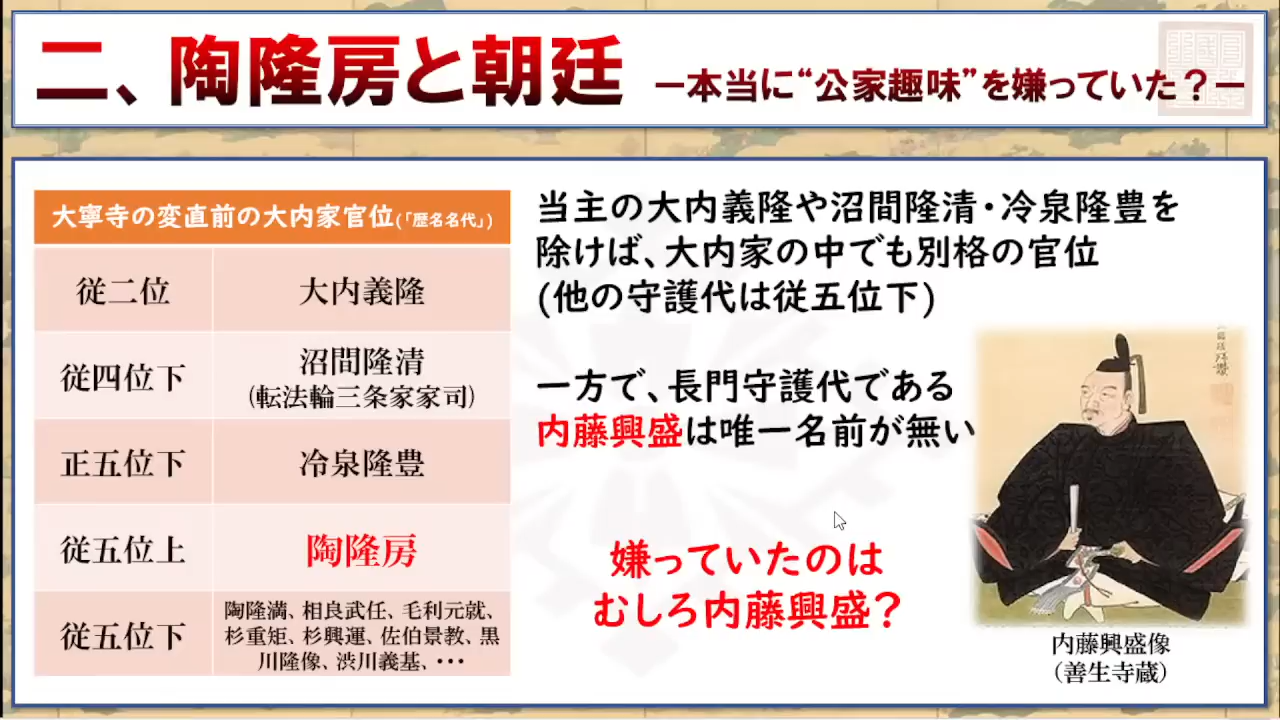 二、陶隆房と朝廷 ー本当に“公家趣味”を嫌っていた？ー
大寧寺の変直前の大内家官位(「歴名名代」)
従二位 大内義隆
従四位下 沼間隆清
(転法輪三条家家司)
正五位下 冷泉隆豊
従五位上 陶隆房
従五位下 陶隆満、相良武任、毛利元就、
杉重矩、杉興運、佐伯景教、黒
川隆像、渋川義基、・・・
当主の大内義隆や沼間隆清・冷泉隆豊を
除けば、大内家の中でも別格の官位
(他の守護代は従五位下)
一方で、長門守護代である
内藤興盛は唯一名前が無い
嫌っていたのは
むしろ内藤興盛？
内藤興盛像
(善生寺蔵)